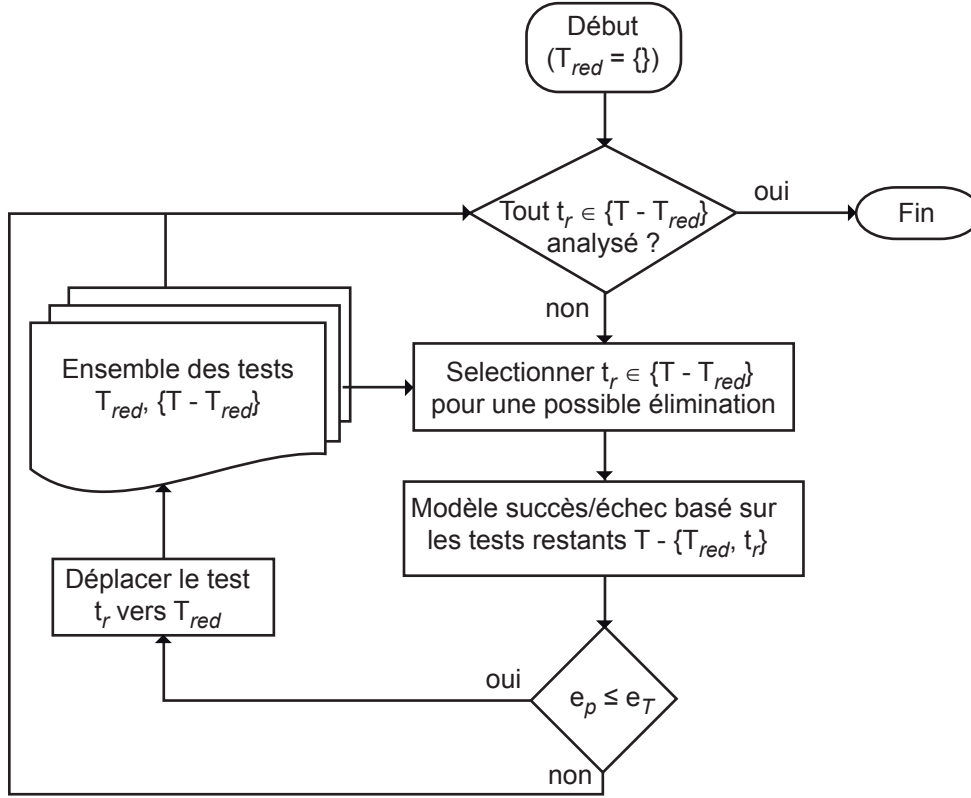 Début
(T_red = {})
Tout t_r ∈ {T - T_red}
analysé ?
oui
Fin
non
Ensemble des tests
T_red, {T - T_red}
Selectionner t_r ∈ {T - T_red}
pour une possible élimination
Modèle succès/échec basé sur
les tests restants T - {T_red, t_r}
Déplacer le test
t_r vers T_red
oui
e_p ≤ e_T
non